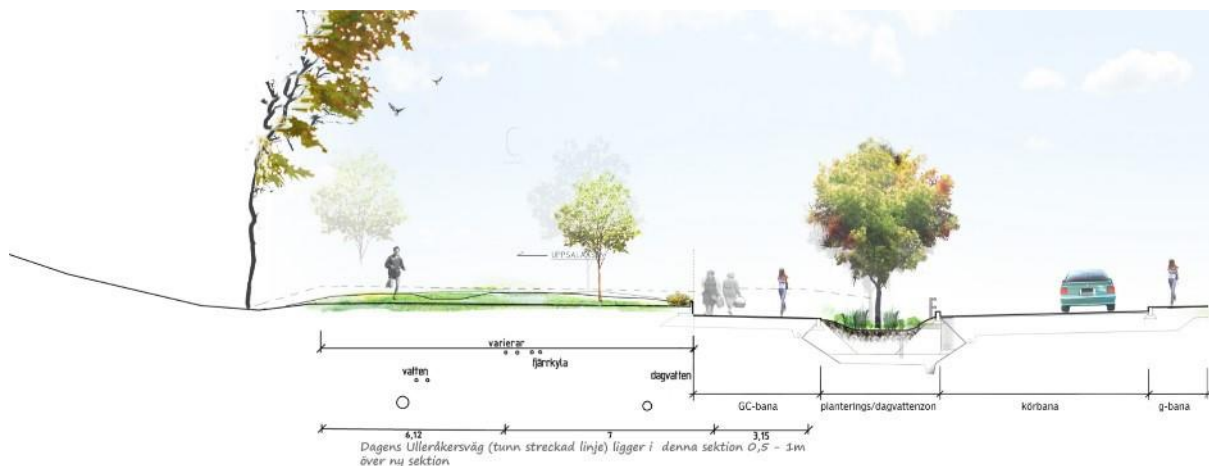 UPPSALAÅSEN
varierar
fjärrkyla
vatten
dagvatten
GC-bana
planterings/dagvattenzon
körbana
g-bana
6,12
7
3,15
Dagens Ulleråkersväg (tunn streckad linje) ligger i denna sektion 0,5 - 1m
över ny sektion